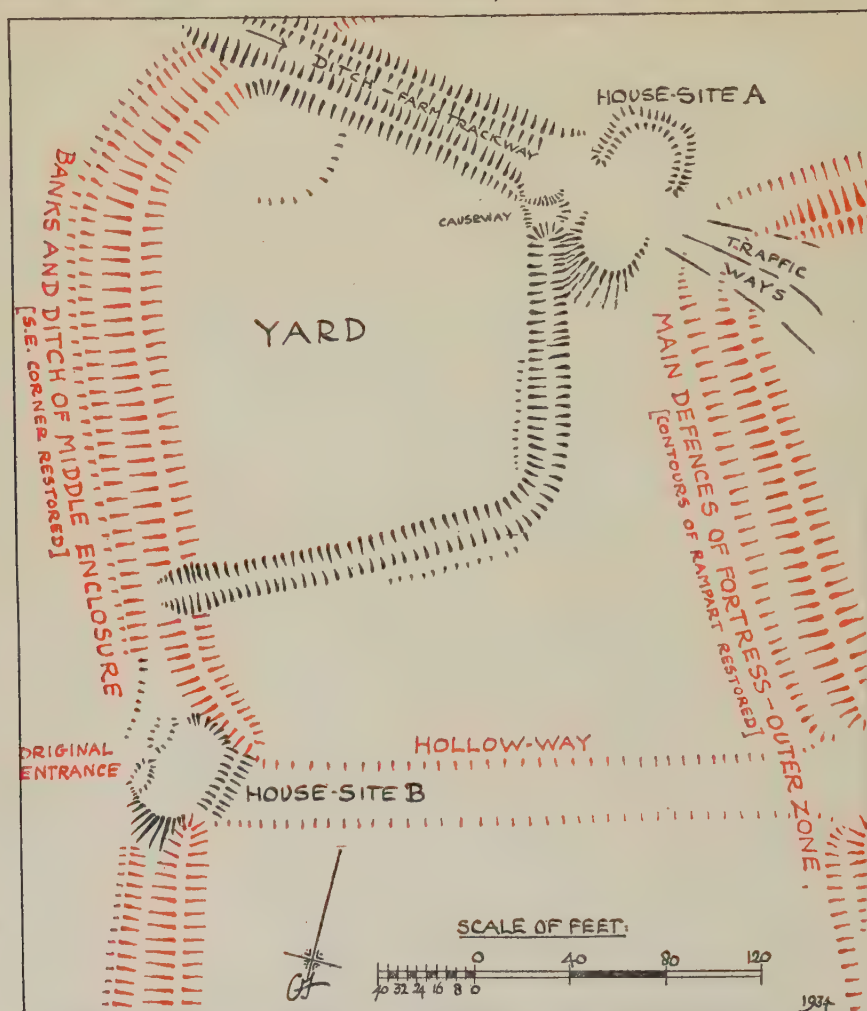 DITCH – FARM TRACKWAY
HOUSE-SITE A
CAUSEWAY
TRAFFIC
WAYS
BANKS AND DITCH OF MIDDLE ENCLOSURE
[S.E. CORNER RESTORED]
YARD
MAIN DEFENCES OF FORTRESS – OUTER ZONE.
[CONTOURS OF RAMPART RESTORED]
ORIGINAL
ENTRANCE
HOLLOW-WAY
HOUSE-SITE B
SCALE OF FEET:
0 40 80 120
40 32 24 16 8 0
1934